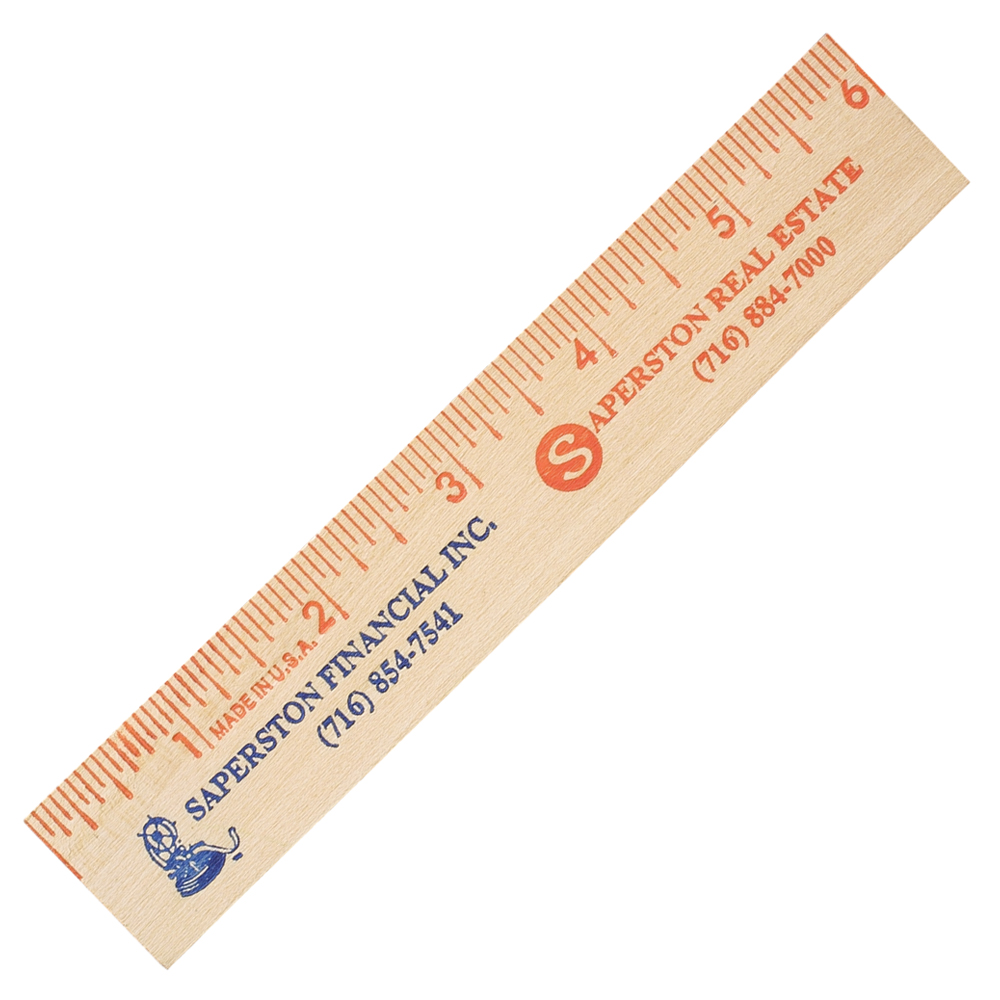 1 2 3 4 5 6
MADE IN U.S.A.
SAPERSTON FINANCIAL INC.
(716) 854-7541
SAPERSTON REAL ESTATE
(716) 884-7000